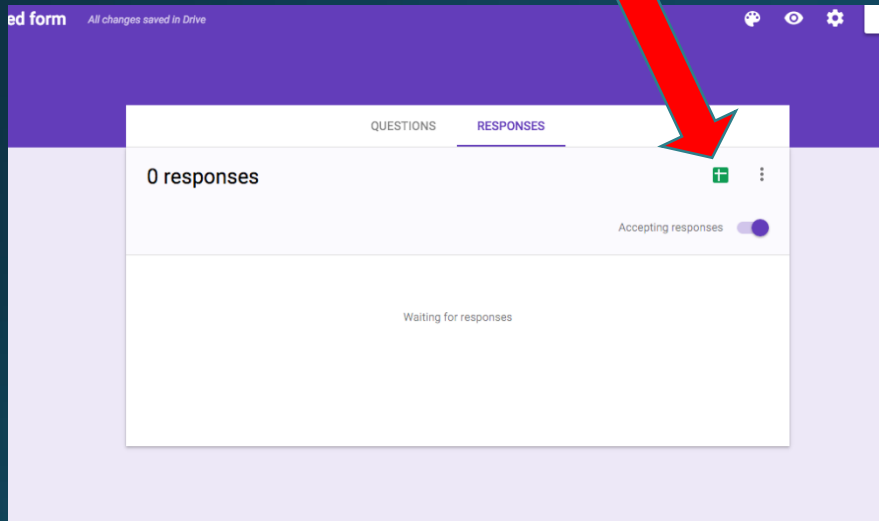 ed form All changes saved in Drive
QUESTIONS RESPONSES
0 responses
Accepting responses
Waiting for responses